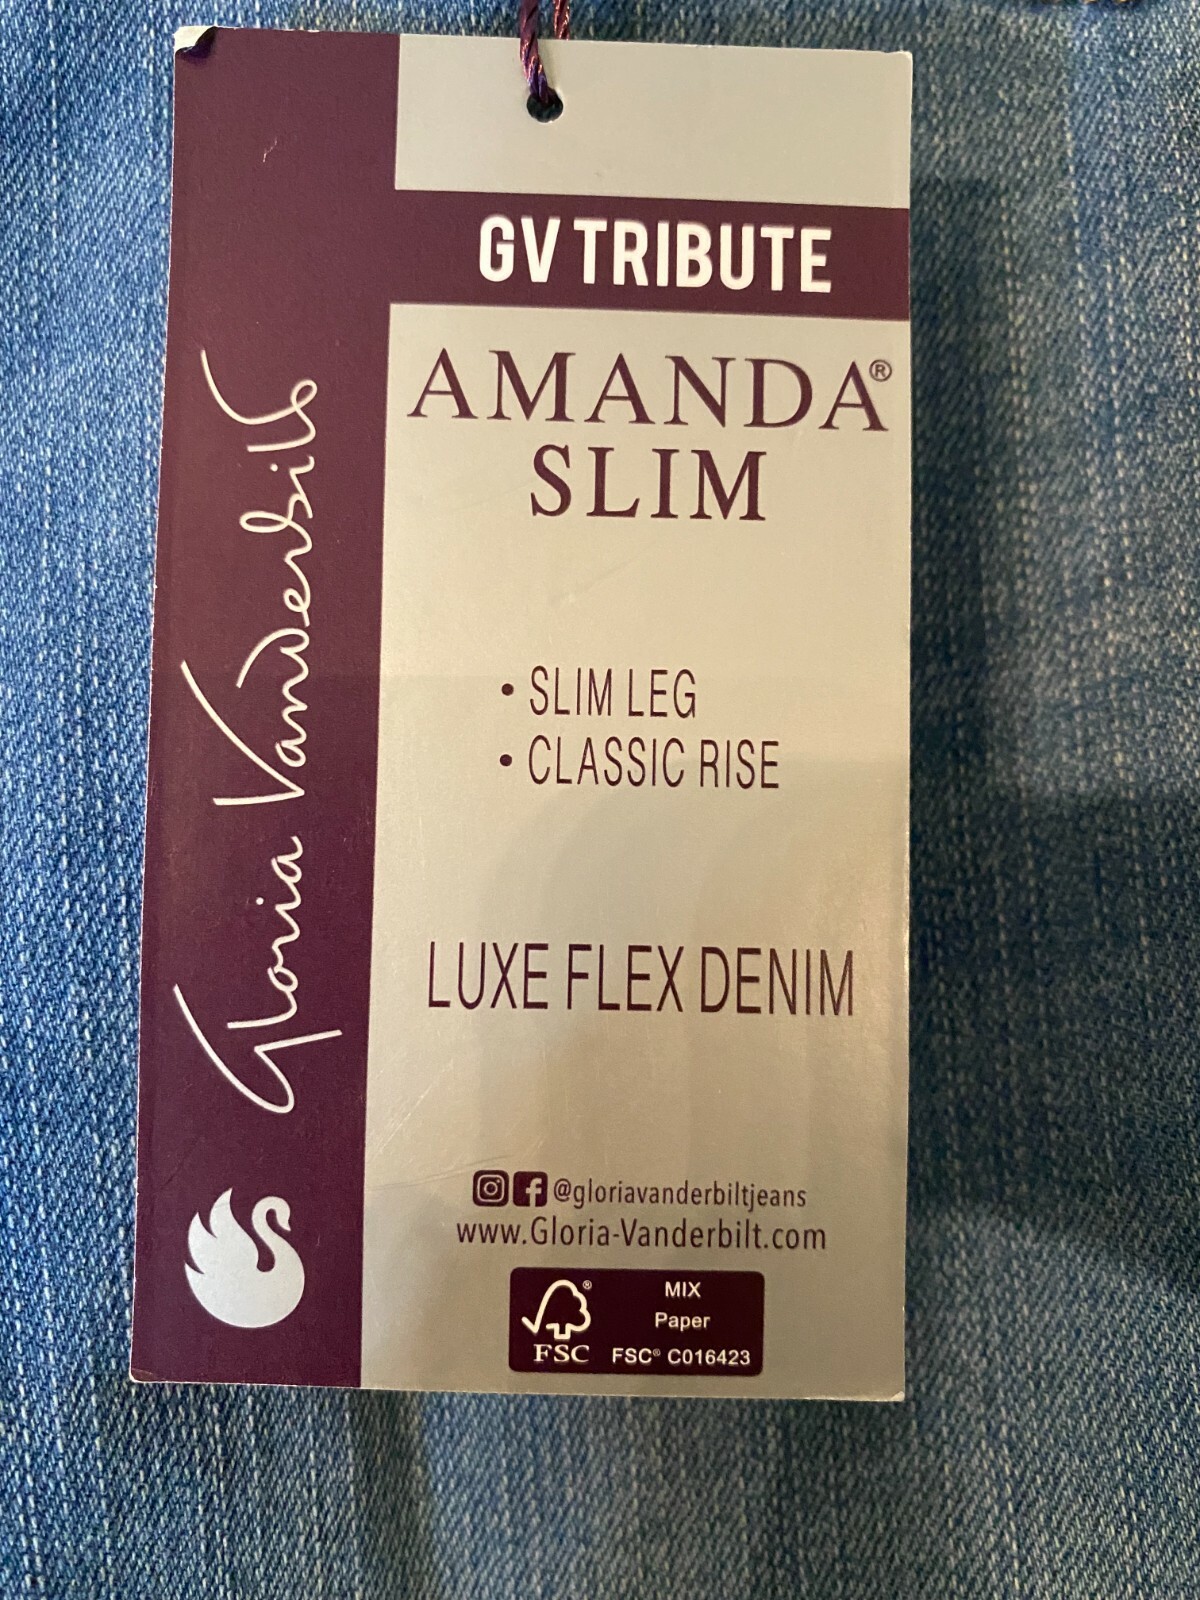 Gloria Vanderbilt
GV TRIBUTE
AMANDA®
SLIM
• SLIM LEG
• CLASSIC RISE
LUXE FLEX DENIM
@gloriavanderbiltjeans
www.Gloria-Vanderbilt.com
®
FSC
MIX
Paper
FSC® C016423